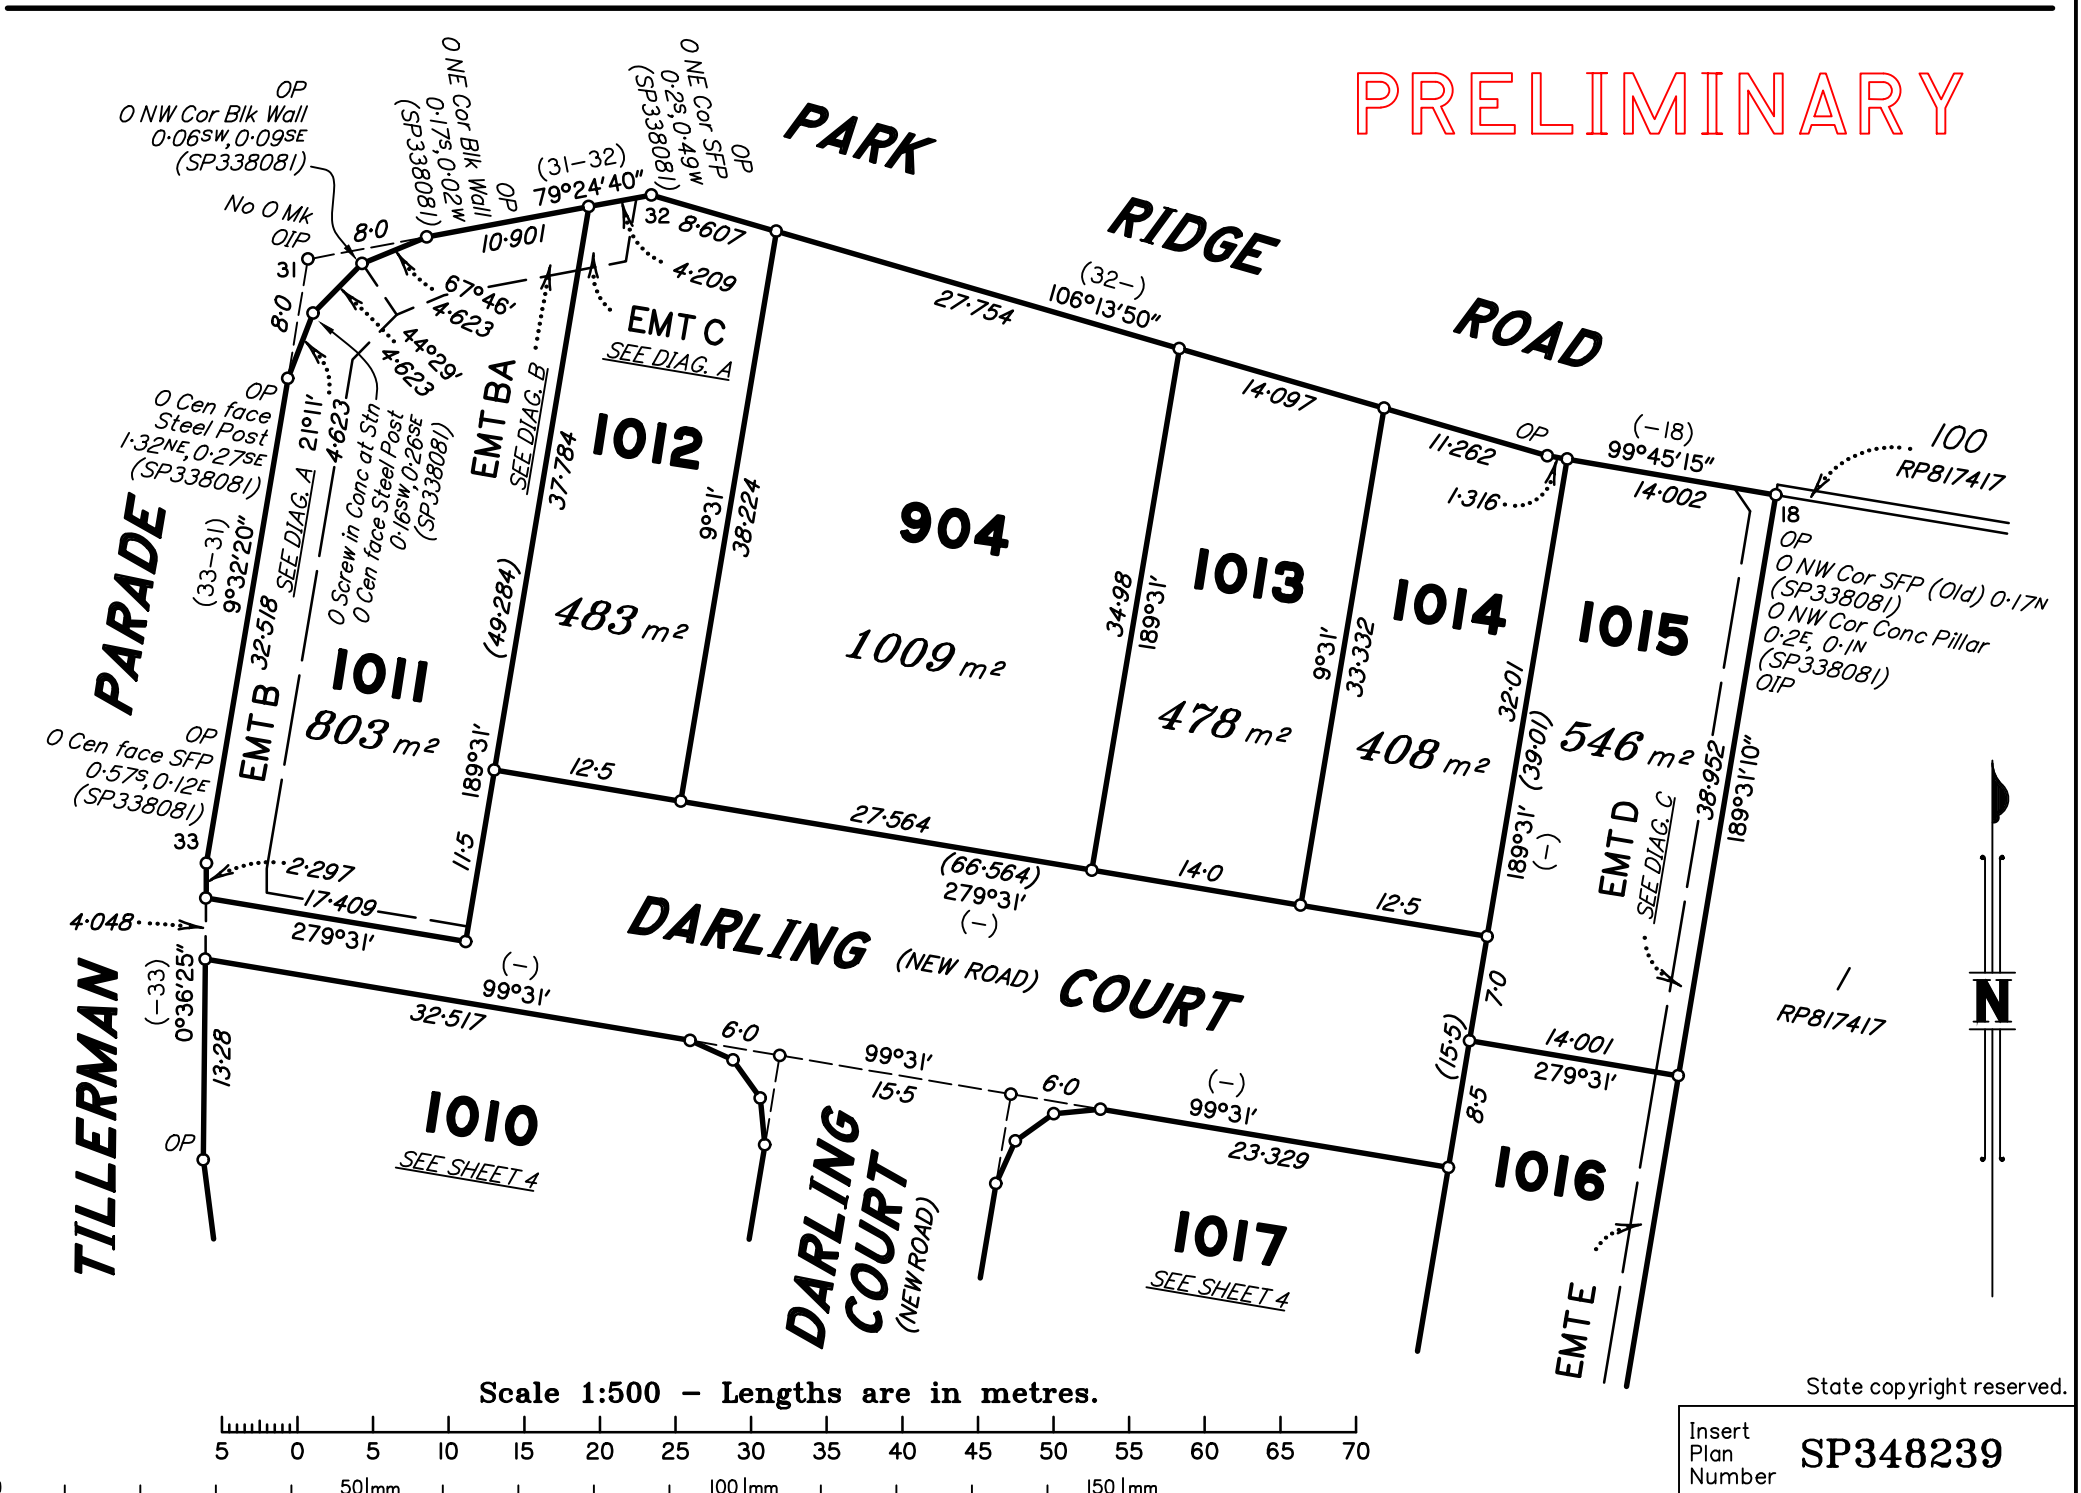 PRELIMINARY
OP
O NW Cor Blk Wall
0·06SW,0·09SE
(SP338081)
OP
O NE Cor Blk Wall
0·17S,0·02W
(SP338081)
OP
O NE Cor SFP
0·2S,0·49W
(SP338081)
PARK
RIDGE
ROAD
No O Mk
OIP
31
8·0
8·0
(31-32)
79°24'40"
10·901
32
8·607
4·209
67°46'
4·623
44°29'
4·623
21°11'
4·623
27·754
(32-)
106°13'50"
14·097
11·262
OP
1·316
(-18)
99°45'15"
14·002
100
RP817417
18
OP
O NW Cor SFP (Old) 0·17N
(SP338081)
O NW Cor Conc Pillar
0·2E, 0·1N
(SP338081)
OIP
EMT C
SEE DIAG. A
EMT BA
SEE DIAG. B
OP
O Cen face
Steel Post
1·32NE,0·27SE
(SP338081)
O Screw in Conc at Stn
O Cen face Steel Post
0·16SW,0·26SE
(SP338081)
PARADE
(33-31)
9°32'20"
32·518
SEE DIAG. A
EMT B
1011
803 m²
37·784
(49·284)
189°31'
11·5
1012
483 m²
9°31'
38·224
904
1009 m²
34·98
189°31'
1013
478 m²
9°31'
33·332
1014
408 m²
32·01
(39·01)
189°31'
(-)
1015
546 m²
38·952
189°31'10"
EMT D
SEE DIAG. C
OP
O Cen face SFP
0·57S,0·12E
(SP338081)
33
2·297
17·409
279°31'
4·048
12·5
27·564
(66·564)
279°31'
(-)
14·0
12·5
DARLING (NEW ROAD) COURT
7·0
(15·5)
8·5
14·001
279°31'
1
RP817417
N
TILLERMAN
(-33)
0°36'25"
13·28
OP
(-)
99°31'
32·517
6·0
99°31'
15·5
6·0
(-)
99°31'
23·329
1010
SEE SHEET 4
DARLING
COURT
(NEW ROAD)
1017
SEE SHEET 4
1016
EMT E
Scale 1:500 – Lengths are in metres.
5 0 5 10 15 20 25 30 35 40 45 50 55 60 65 70
50mm 100mm 150mm
State copyright reserved.
Insert
Plan
Number
SP348239